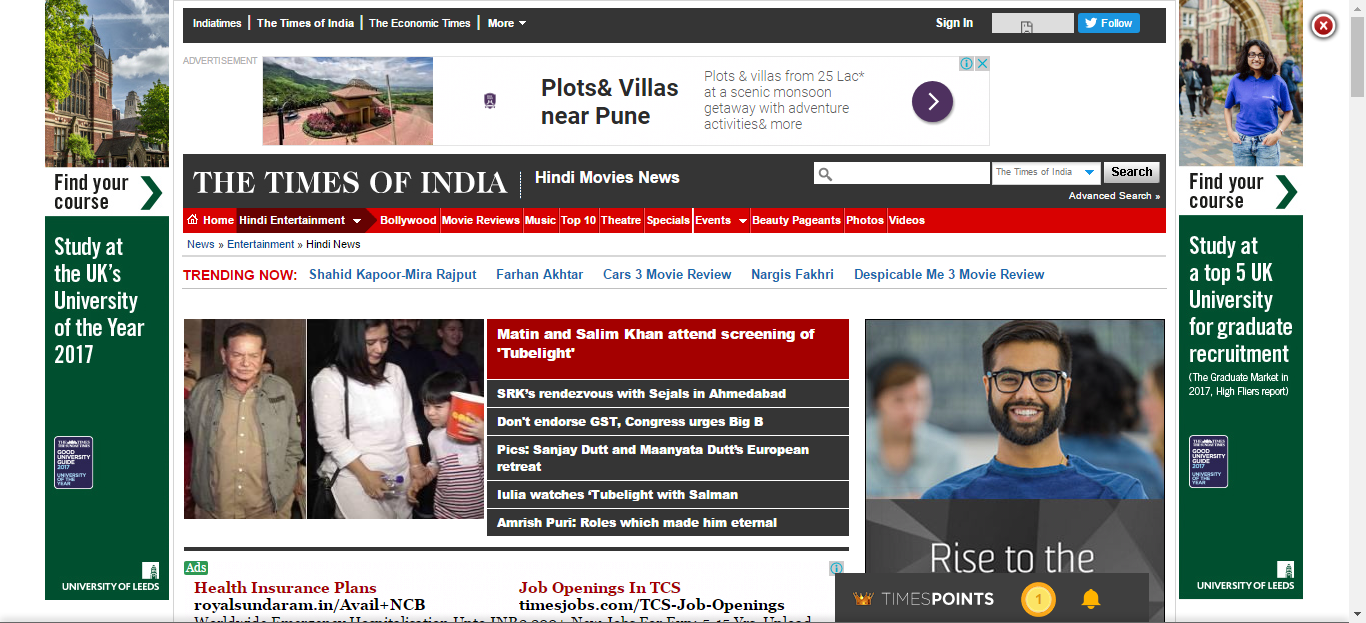 Indiatimes | The Times of India | The Economic Times | More
Sign In
Follow
ADVERTISEMENT
Plots& Villas
near Pune
Plots & villas from 25 Lac*
at a scenic monsoon
getaway with adventure
activities& more
THE TIMES OF INDIA
Hindi Movies News
The Times of India
Search
Advanced Search »
Home
Hindi Entertainment
Bollywood
Movie Reviews
Music
Top 10
Theatre
Specials
Events
Beauty Pageants
Photos
Videos
News » Entertainment » Hindi News
TRENDING NOW:
Shahid Kapoor-Mira Rajput
Farhan Akhtar
Cars 3 Movie Review
Nargis Fakhri
Despicable Me 3 Movie Review
Matin and Salim Khan attend screening of
'Tubelight'
SRK’s rendezvous with Sejals in Ahmedabad
Don't endorse GST, Congress urges Big B
Pics: Sanjay Dutt and Maanyata Dutt’s European
retreat
Iulia watches ‘Tubelight with Salman
Amrish Puri: Roles which made him eternal
Ads
Health Insurance Plans
royalsundaram.in/Avail+NCB
Job Openings In TCS
timesjobs.com/TCS-Job-Openings
Rise to the
TIMESPOINTS
1
Find your
course
Study at
the UK’s
University
of the Year
2017
THE TIMES
THE SUNDAY TIMES
GOOD
UNIVERSITY
GUIDE
2017
UNIVERSITY
OF THE
YEAR
UNIVERSITY OF LEEDS
Find your
course
Study at
a top 5 UK
University
for graduate
recruitment
(The Graduate Market in
2017, High Fliers report)
THE TIMES
THE SUNDAY TIMES
GOOD
UNIVERSITY
GUIDE
2017
UNIVERSITY
OF THE
YEAR
UNIVERSITY OF LEEDS